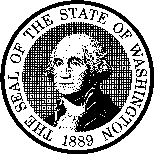 THE SEAL OF THE STATE OF WASHINGTON
1889